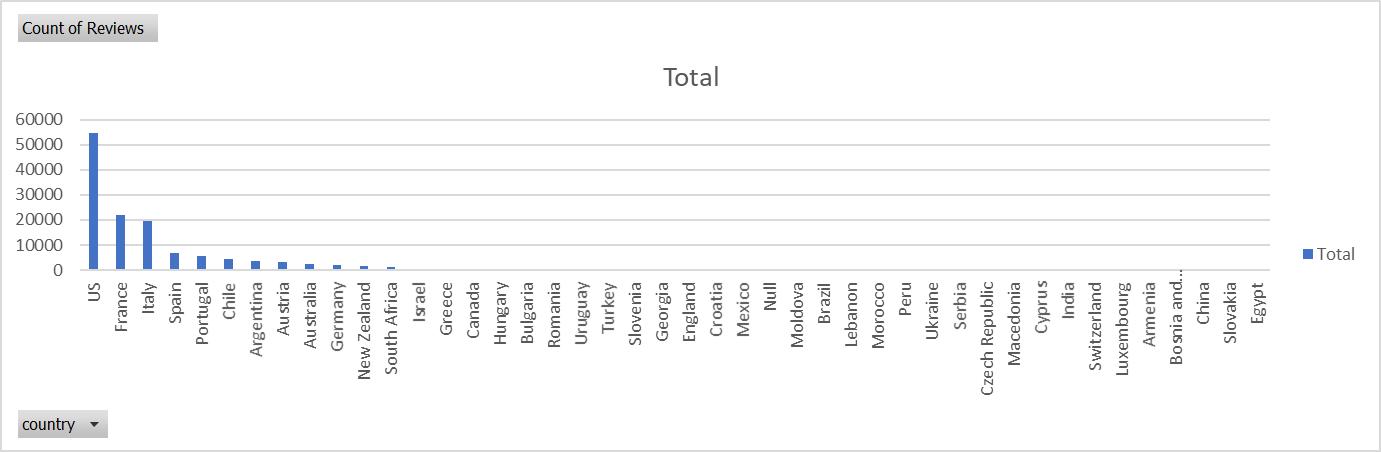 Count of Reviews
Total
60000
50000
40000
30000
20000
10000
0
Total
US
France
Italy
Spain
Portugal
Chile
Argentina
Austria
Australia
Germany
New Zealand
South Africa
Israel
Greece
Canada
Hungary
Bulgaria
Romania
Uruguay
Turkey
Slovenia
Georgia
England
Croatia
Mexico
Null
Moldova
Brazil
Lebanon
Morocco
Peru
Ukraine
Serbia
Czech Republic
Macedonia
Cyprus
India
Switzerland
Luxembourg
Armenia
Bosnia and...
China
Slovakia
Egypt
country